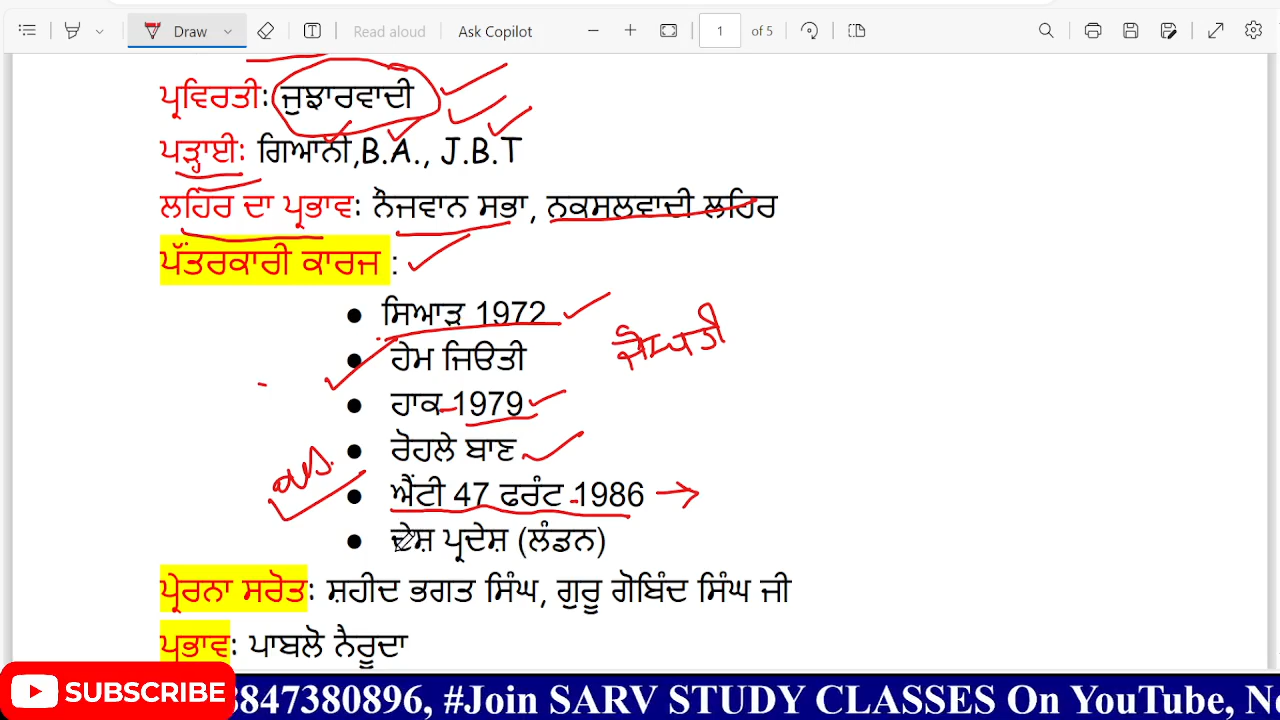 Draw
Read aloud
Ask Copilot
1 of 5
ਪ੍ਰਵਿਰਤੀ: ਜੁਝਾਰਵਾਦੀ
ਪੜ੍ਹਾਈ: ਗਿਆਨੀ,B.A., J.B.T
ਲਹਿਰ ਦਾ ਪ੍ਰਭਾਵ: ਨੌਜਵਾਨ ਸਭਾ, ਨਕਸਲਵਾਦੀ ਲਹਿਰ
ਪੱਤਰਕਾਰੀ ਕਾਰਜ :
● ਸਿਆੜ 1972
● ਹੇਮ ਜਿਓਤੀ
● ਹਾਕ 1979
● ਰੋਹਲੇ ਬਾਣ
● ਐਂਟੀ 47 ਫਰੰਟ -1986
● ਦੇਸ਼ ਪ੍ਰਦੇਸ਼ (ਲੰਡਨ)
ਪ੍ਰੇਰਨਾ ਸਰੋਤ: ਸ਼ਹੀਦ ਭਗਤ ਸਿੰਘ, ਗੁਰੂ ਗੋਬਿੰਦ ਸਿੰਘ ਜੀ
ਪ੍ਰਭਾਵ: ਪਾਬਲੋ ਨੈਰੂਦਾ
SUBSCRIBE
8847380896, #Join SARV STUDY CLASSES On YouTube,